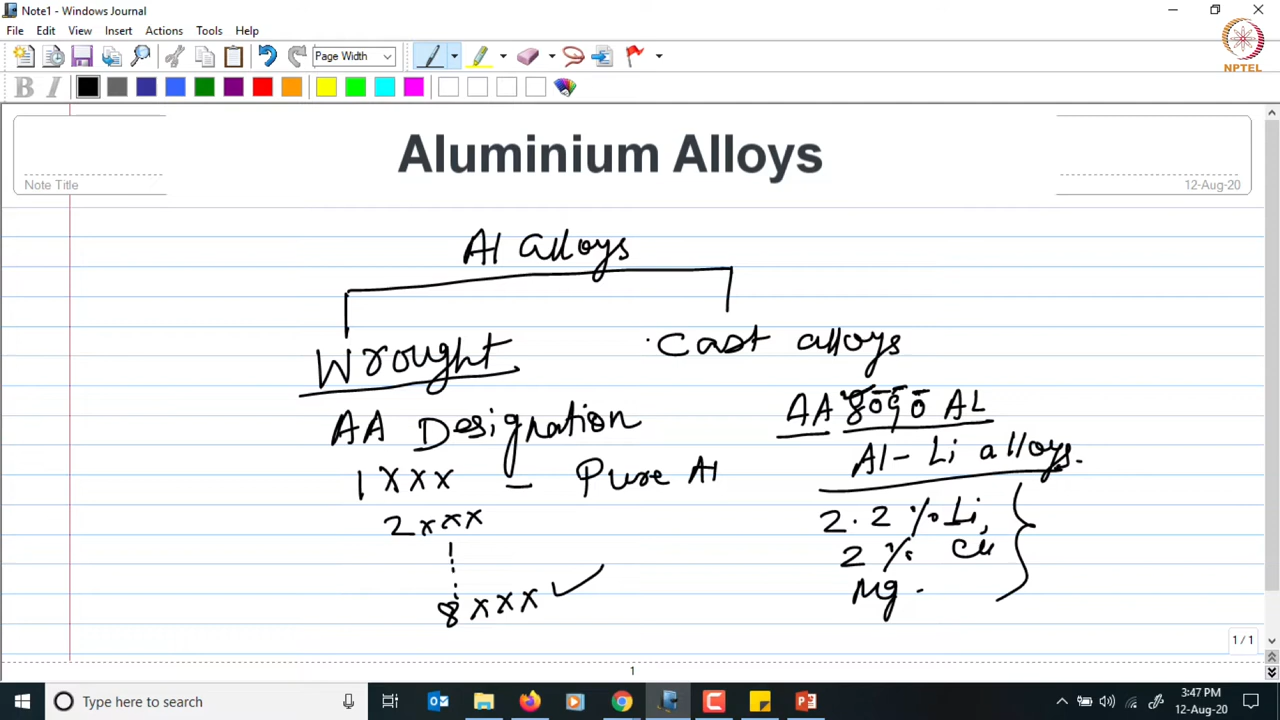 Note1 - Windows Journal
File Edit View Insert Actions Tools Help
Page Width
NPTEL
B I
Aluminium Alloys
Note Title
12-Aug-20
Al alloys
Wrought
Cast alloys
AA Designation
AA 8090 AL
1XXX - Pure Al
Al- Li alloys.
2xxx
2.2 % Li,
2 % Cu
8xxx
Mg
1 / 1
1
Type here to search
3:47 PM
12-Aug-20